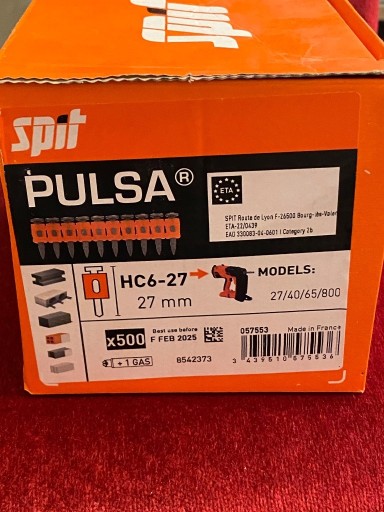 spit
spit
PULSA®
ETA
SPIT Route de Lyon F-26500 Bourg-lès-Valen
ETA-22/0439
EAD 330083-04-0601 | Category 2b
HC6-27
27 mm
MODELS:
27/40/65/800
x500
Best use before
F FEB 2025
057553
Made in France
+ 1 GAS
8542373
3 439510 575536